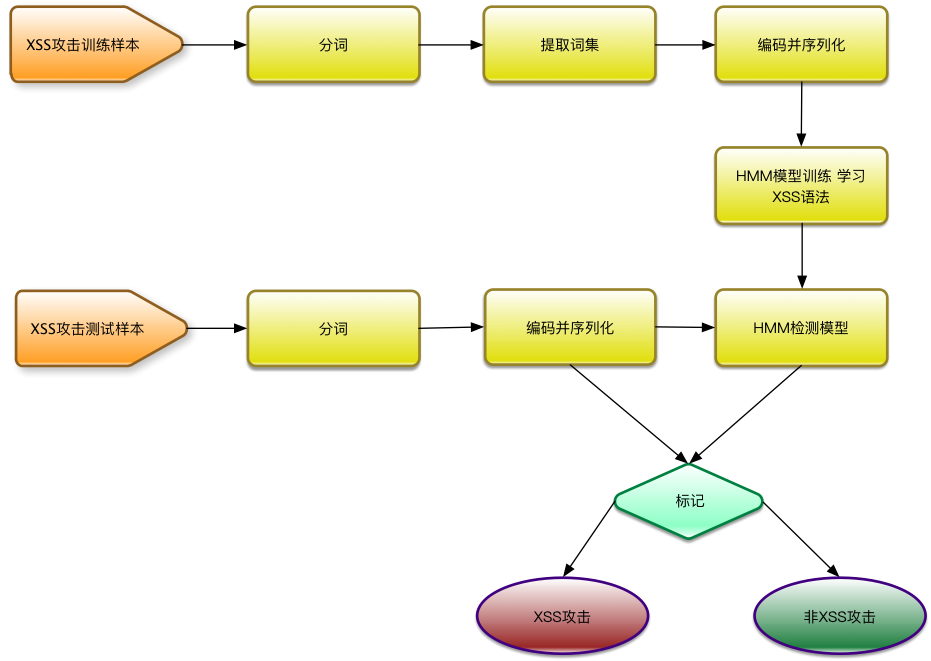 XSS攻击训练样本
分词
提取词集
编码并序列化
HMM模型训练 学习
XSS语法
XSS攻击测试样本
分词
编码并序列化
HMM检测模型
标记
XSS攻击
非XSS攻击